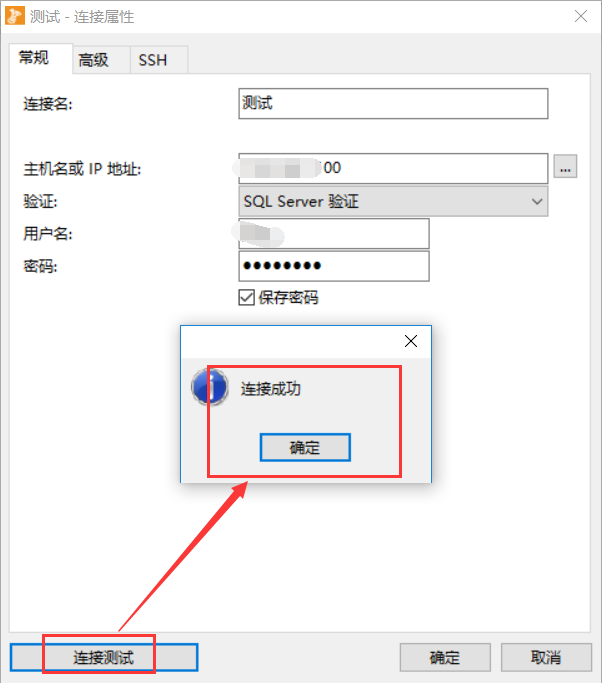 测试 - 连接属性
常规 高级 SSH
连接名: 测试
主机名或 IP 地址: 00 ...
验证: SQL Server 验证
用户名:
密码: ●●●●●●●●
保存密码
连接成功
确定
连接测试 确定 取消